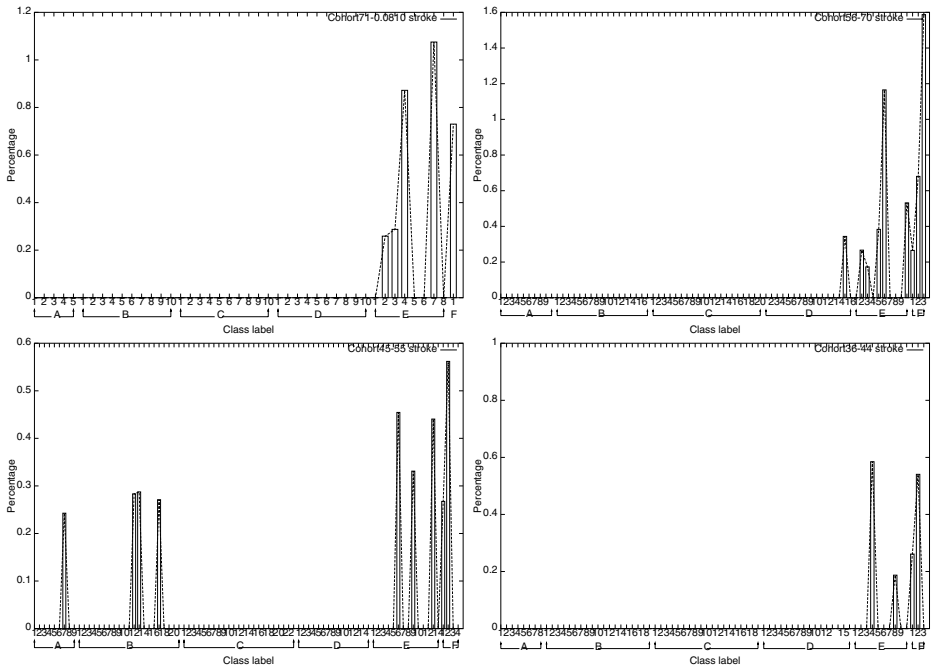 Cohort71-0.0810 stroke
1.2
1
0.8
0.6
0.4
0.2
0
Percentage
1 2 3 4 5 1 2 3 4 5 6 7 8 9 10 1 2 3 4 5 6 7 8 9 10 1 2 3 4 5 6 7 8 9 10 1 2 3 4 5 6 7 8 1
A B C D E F
Class label
Cohort56-70 stroke
1.6
1.4
1.2
1
0.8
0.6
0.4
0.2
0
Percentage
A B C D E F
Class label
Cohort45-55 stroke
0.6
0.5
0.4
0.3
0.2
0.1
0
Percentage
A B C D E F
Class label
Cohort36-44 stroke
1
0.8
0.6
0.4
0.2
0
Percentage
A B C D E F
Class label